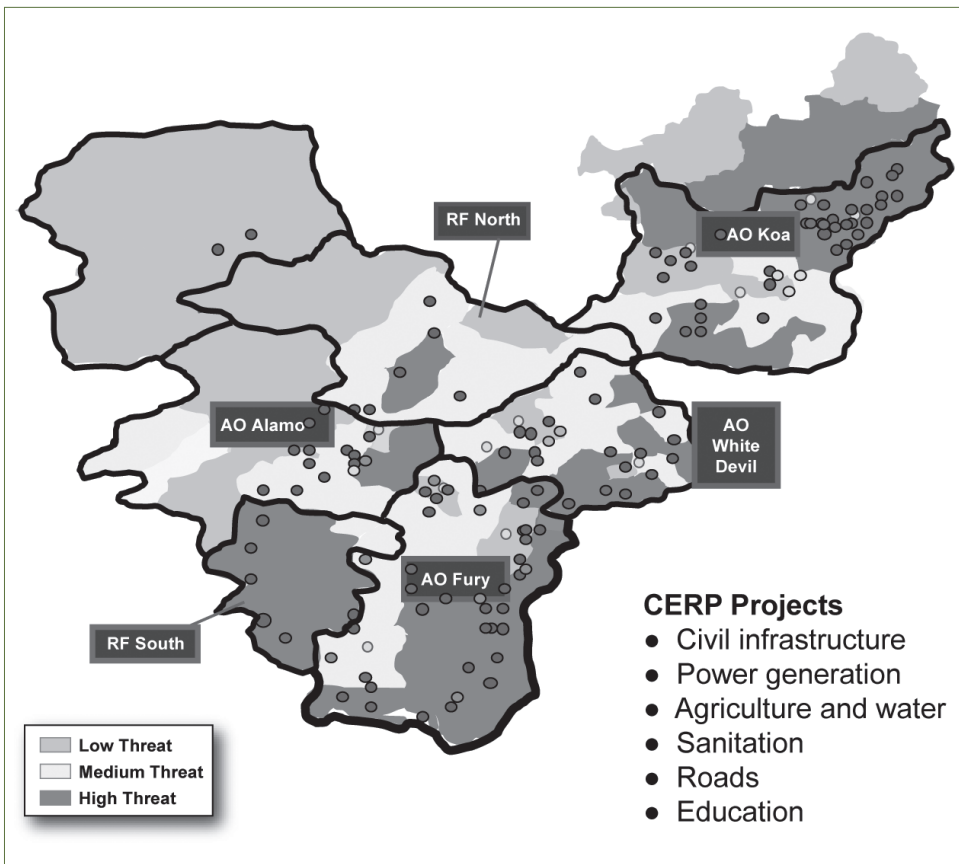 RF North
AO Koa
AO Alamo
AO
White
Devil
AO Fury
RF South
CERP Projects
● Civil infrastructure
● Power generation
● Agriculture and water
● Sanitation
● Roads
● Education
Low Threat
Medium Threat
High Threat